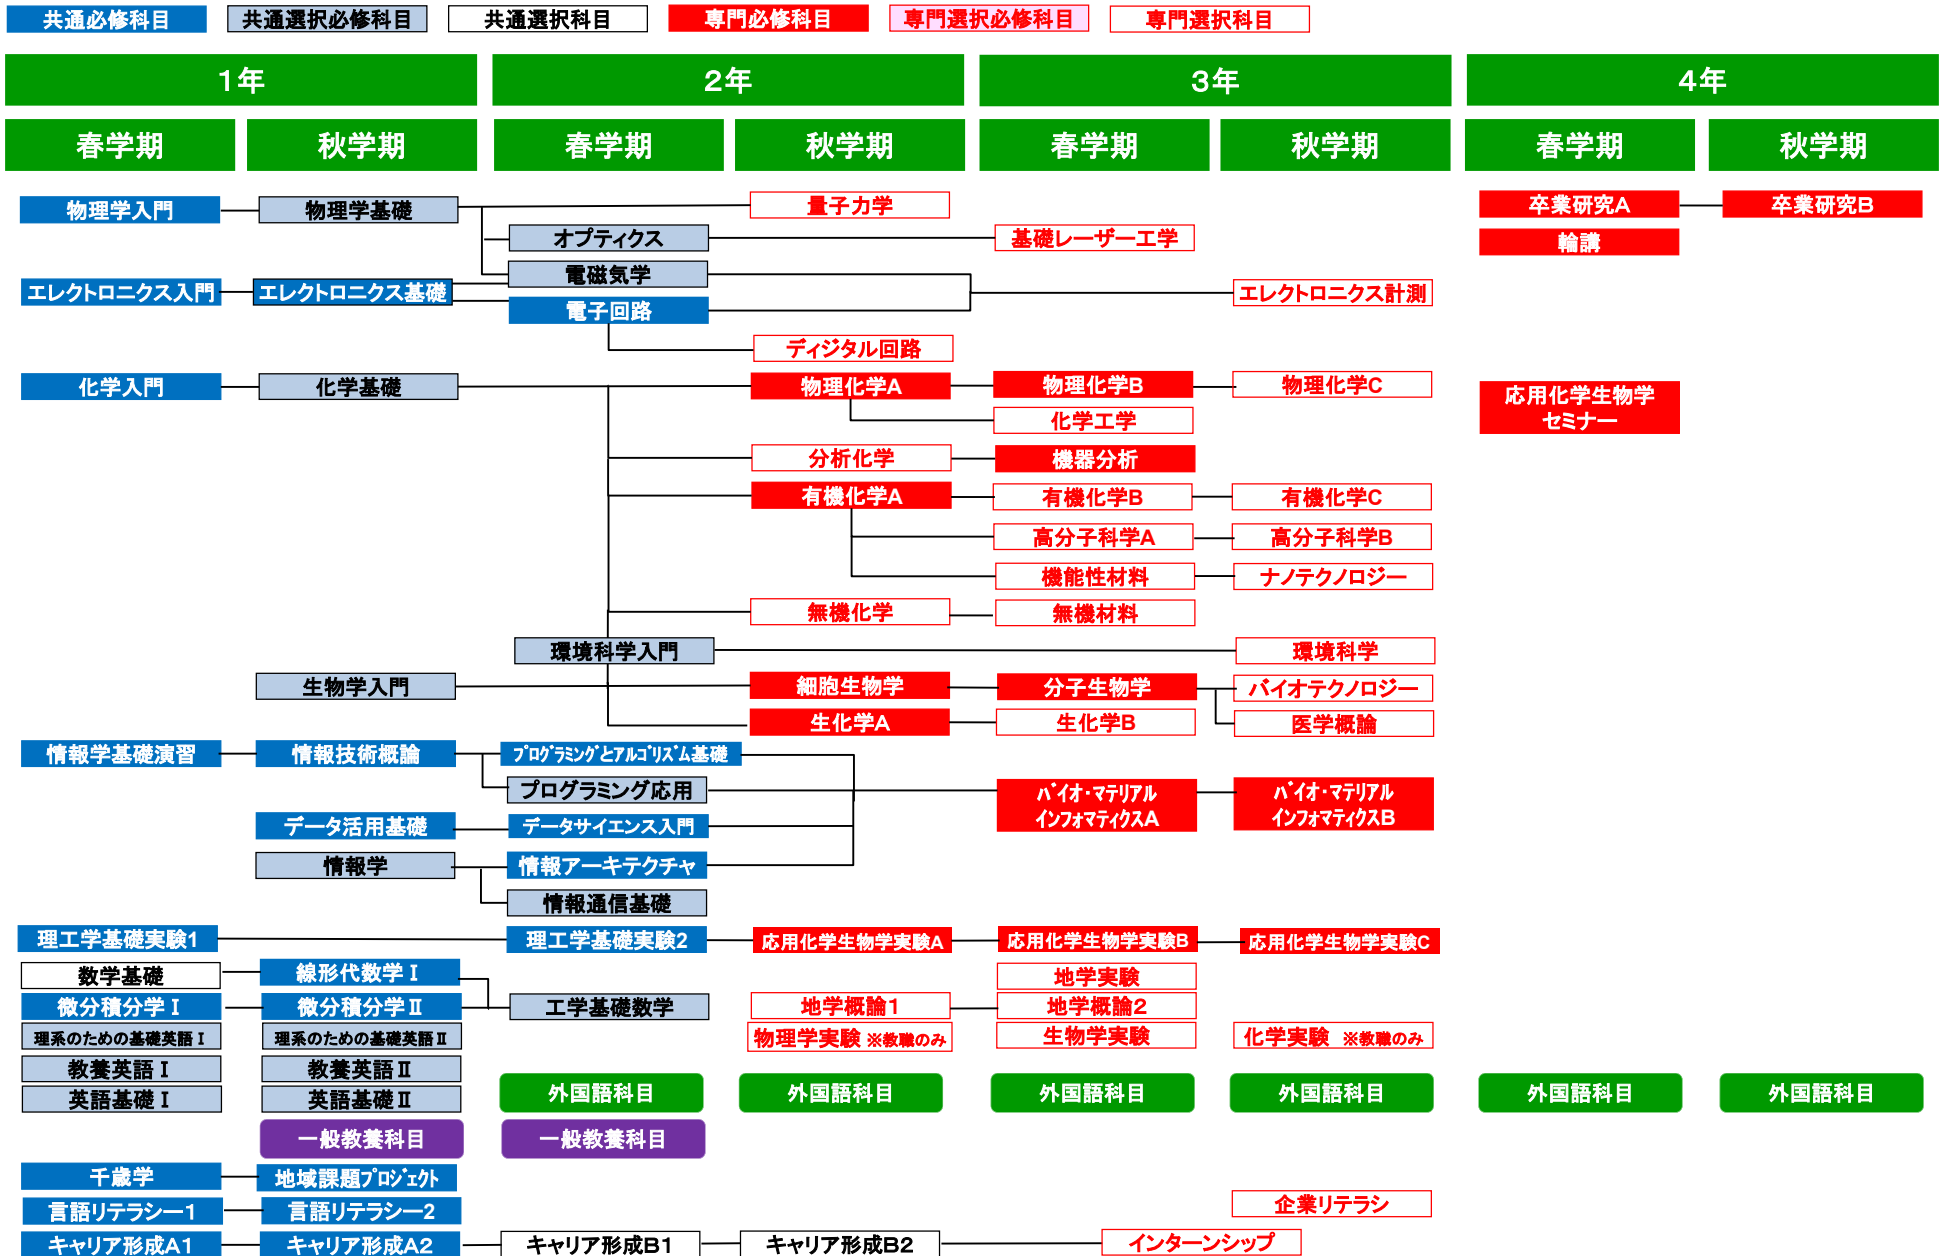 共通必修科目 共通選択必修科目 共通選択科目 専門必修科目 専門選択必修科目 専門選択科目
1年 2年 3年 4年
春学期 秋学期 春学期 秋学期 春学期 秋学期 春学期 秋学期
物理学入門 物理学基礎 量子力学 卒業研究A 卒業研究B
オプティクス 基礎レーザー工学 輪講
電磁気学
エレクトロニクス入門 エレクトロニクス基礎 エレクトロニクス計測
電子回路
ディジタル回路
化学入門 化学基礎 物理化学A 物理化学B 物理化学C 応用化学生物学
セミナー
化学工学
分析化学 機器分析
有機化学A 有機化学B 有機化学C
高分子科学A 高分子科学B
機能性材料 ナノテクノロジー
無機化学 無機材料
環境科学入門 環境科学
生物学入門 細胞生物学 分子生物学 バイオテクノロジー
生化学A 生化学B 医学概論
情報学基礎演習 情報技術概論 プログラミングとアルゴリズム基礎
プログラミング応用 バイオ・マテリアル
インフォマティクスA バイオ・マテリアル
インフォマティクスB
データ活用基礎 データサイエンス入門
情報学 情報アーキテクチャ
情報通信基礎
理工学基礎実験1 理工学基礎実験2 応用化学生物学実験A 応用化学生物学実験B 応用化学生物学実験C
数学基礎 線形代数学Ⅰ 地学実験
微分積分学Ⅰ 微分積分学Ⅱ 工学基礎数学 地学概論1 地学概論2
理系のための基礎英語Ⅰ 理系のための基礎英語Ⅱ 物理学実験 ※教職のみ 生物学実験 化学実験 ※教職のみ
教養英語Ⅰ 教養英語Ⅱ
英語基礎Ⅰ 英語基礎Ⅱ 外国語科目 外国語科目 外国語科目 外国語科目 外国語科目 外国語科目
一般教養科目 一般教養科目
千歳学 地域課題プロジェクト
言語リテラシー1 言語リテラシー2 企業リテラシ
キャリア形成A1 キャリア形成A2 キャリア形成B1 キャリア形成B2 インターンシップ